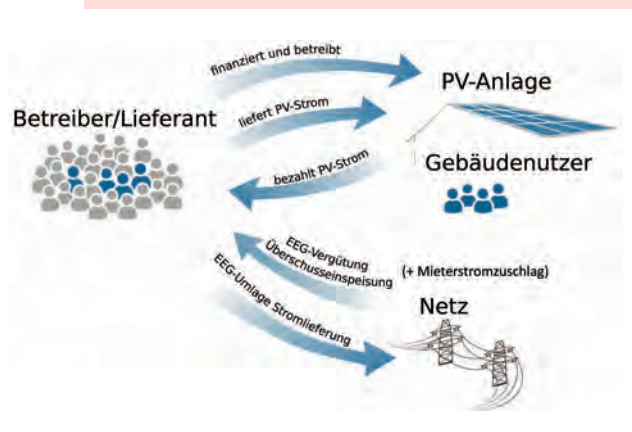 finanziert und betreibt
PV-Anlage
Betreiber/Lieferant
liefert PV-Strom
bezahlt PV-Strom
Gebäudenutzer
EEG-Vergütung
Überschusseinspeisung
(+ Mieterstromzuschlag)
EEG-Umlage Stromlieferung
Netz